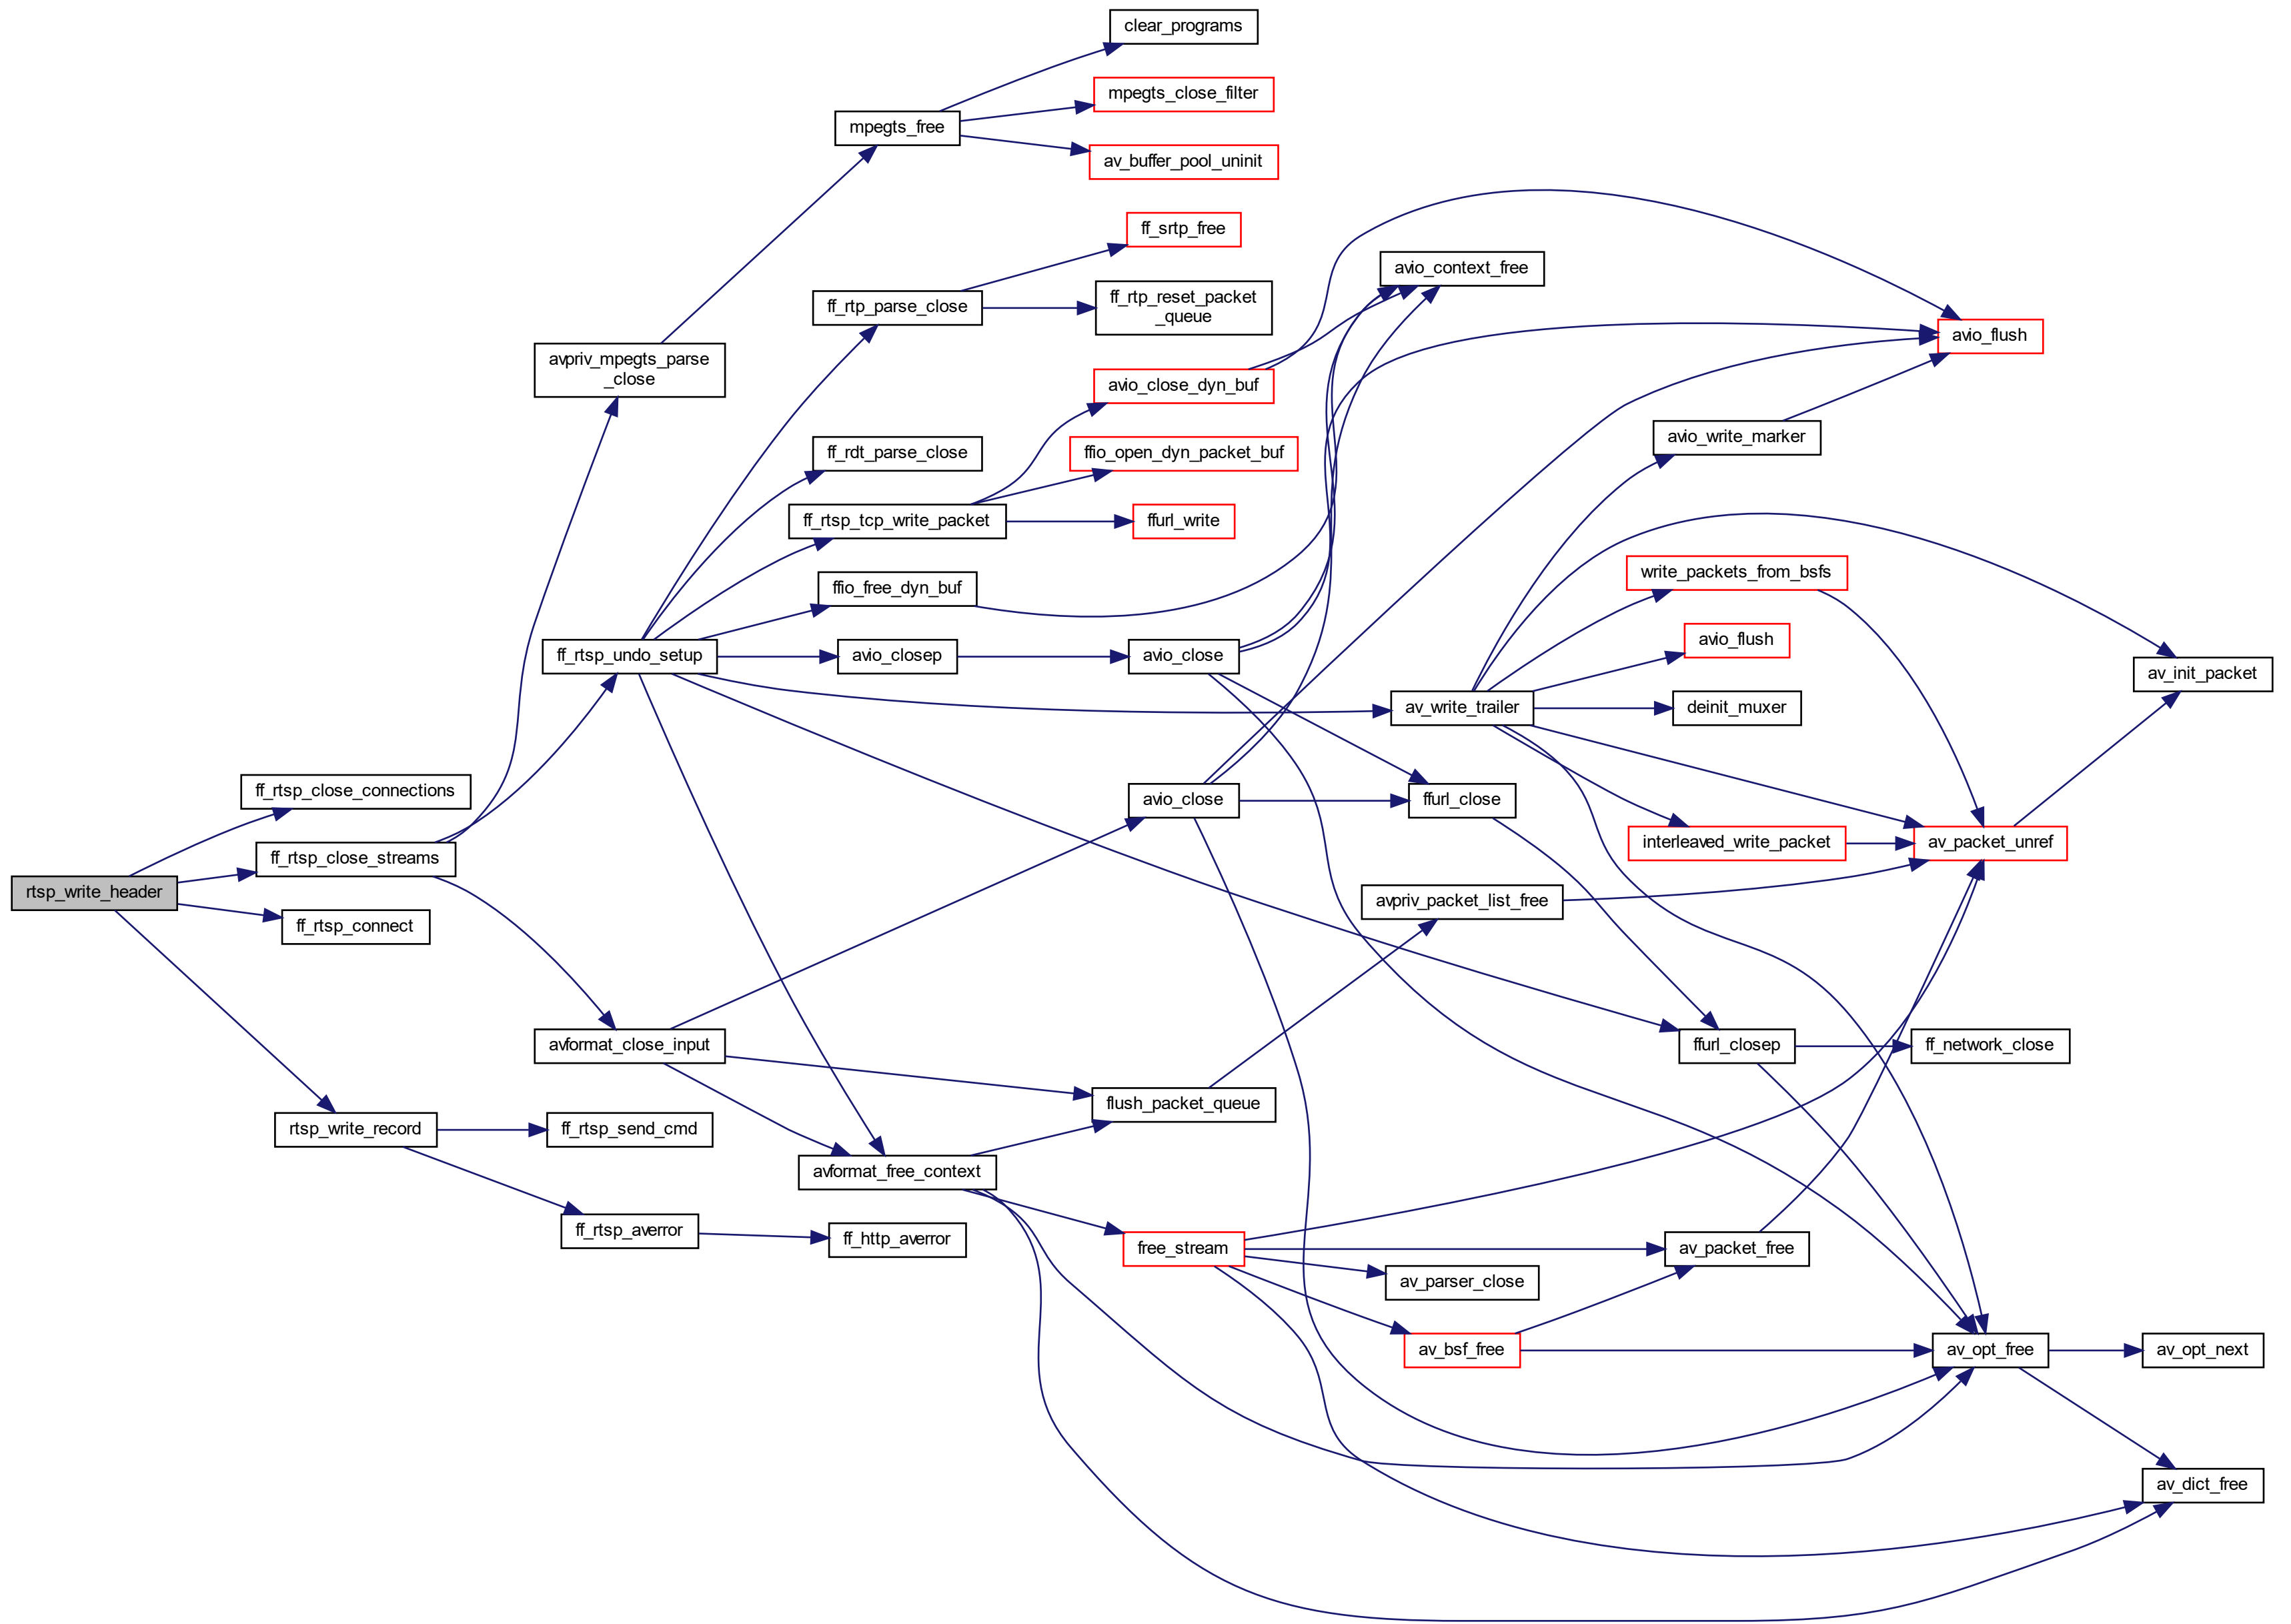 clear_programs
mpegts_close_filter
mpegts_free
av_buffer_pool_uninit
ff_srtp_free
avio_context_free
ff_rtp_parse_close
ff_rtp_reset_packet
_queue
avio_flush
avpriv_mpegts_parse
_close
avio_close_dyn_buf
avio_write_marker
ff_rdt_parse_close
ffio_open_dyn_packet_buf
ff_rtsp_tcp_write_packet
ffurl_write
write_packets_from_bsfs
ffio_free_dyn_buf
avio_flush
ff_rtsp_undo_setup
avio_closep
avio_close
av_init_packet
av_write_trailer
deinit_muxer
ff_rtsp_close_connections
avio_close
ffurl_close
interleaved_write_packet
av_packet_unref
ff_rtsp_close_streams
rtsp_write_header
avpriv_packet_list_free
ff_rtsp_connect
avformat_close_input
ffurl_closep
ff_network_close
flush_packet_queue
rtsp_write_record
ff_rtsp_send_cmd
avformat_free_context
ff_rtsp_averror
ff_http_averror
free_stream
av_packet_free
av_parser_close
av_bsf_free
av_opt_free
av_opt_next
av_dict_free